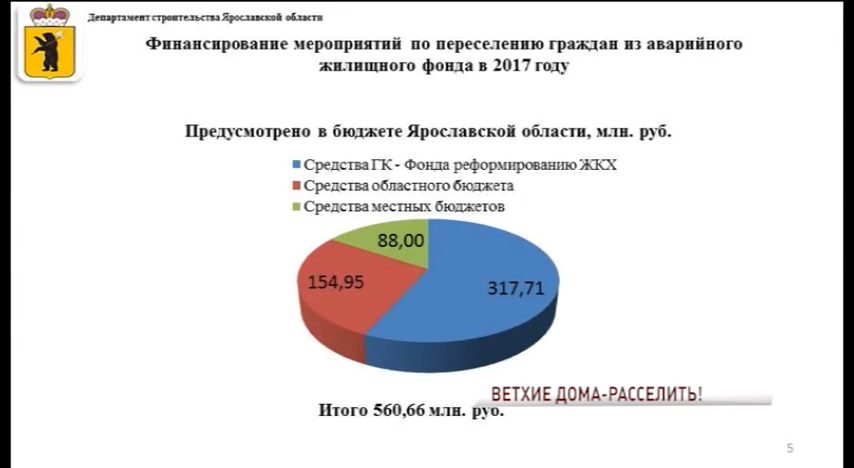 Департамент строительства Ярославской области
Финансирование мероприятий по переселению граждан из аварийного
жилищного фонда в 2017 году
Предусмотрено в бюджете Ярославской области, млн. руб.
Средства ГК - Фонда реформированию ЖКХ
Средства областного бюджета
Средства местных бюджетов
88,00
154,95
317,71
ВЕТХИЕ ДОМА-РАССЕЛИТЬ!
Итого 560,66 млн. руб.
5